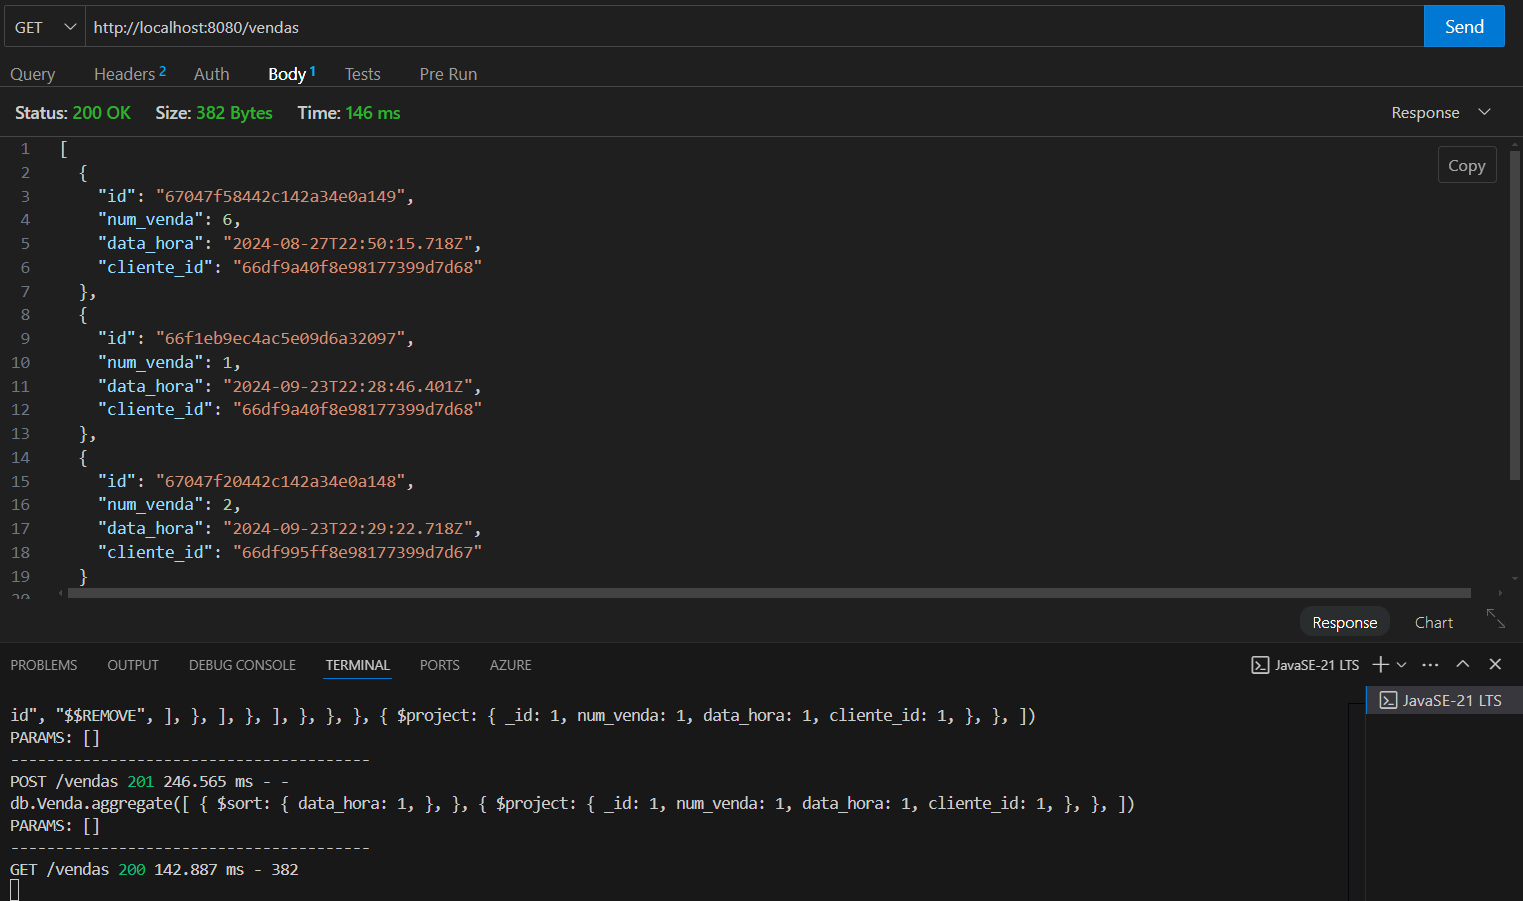 GET http://localhost:8080/vendas Send
Query Headers 2 Auth Body 1 Tests Pre Run
Status: 200 OK Size: 382 Bytes Time: 146 ms Response
1 [
Copy
2 {
3 "id": "67047f58442c142a34e0a149",
4 "num_venda": 6,
5 "data_hora": "2024-08-27T22:50:15.718Z",
6 "cliente_id": "66df9a40f8e98177399d7d68"
7 },
8 {
9 "id": "66f1eb9ec4ac5e09d6a32097",
10 "num_venda": 1,
11 "data_hora": "2024-09-23T22:28:46.401Z",
12 "cliente_id": "66df9a40f8e98177399d7d68"
13 },
14 {
15 "id": "67047f20442c142a34e0a148",
16 "num_venda": 2,
17 "data_hora": "2024-09-23T22:29:22.718Z",
18 "cliente_id": "66df995ff8e98177399d7d67"
19 }
20
Response Chart
PROBLEMS OUTPUT DEBUG CONSOLE TERMINAL PORTS AZURE JavaSE-21 LTS
JavaSE-21 LTS
id", "$$REMOVE", ], }, ], }, ], }, }, }, { $project: { _id: 1, num_venda: 1, data_hora: 1, cliente_id: 1, }, }, ])
PARAMS: []
----------------------------------------
POST /vendas 201 246.565 ms - -
db.Venda.aggregate([ { $sort: { data_hora: 1, }, }, { $project: { _id: 1, num_venda: 1, data_hora: 1, cliente_id: 1, }, }, ])
PARAMS: []
----------------------------------------
GET /vendas 200 142.887 ms - 382